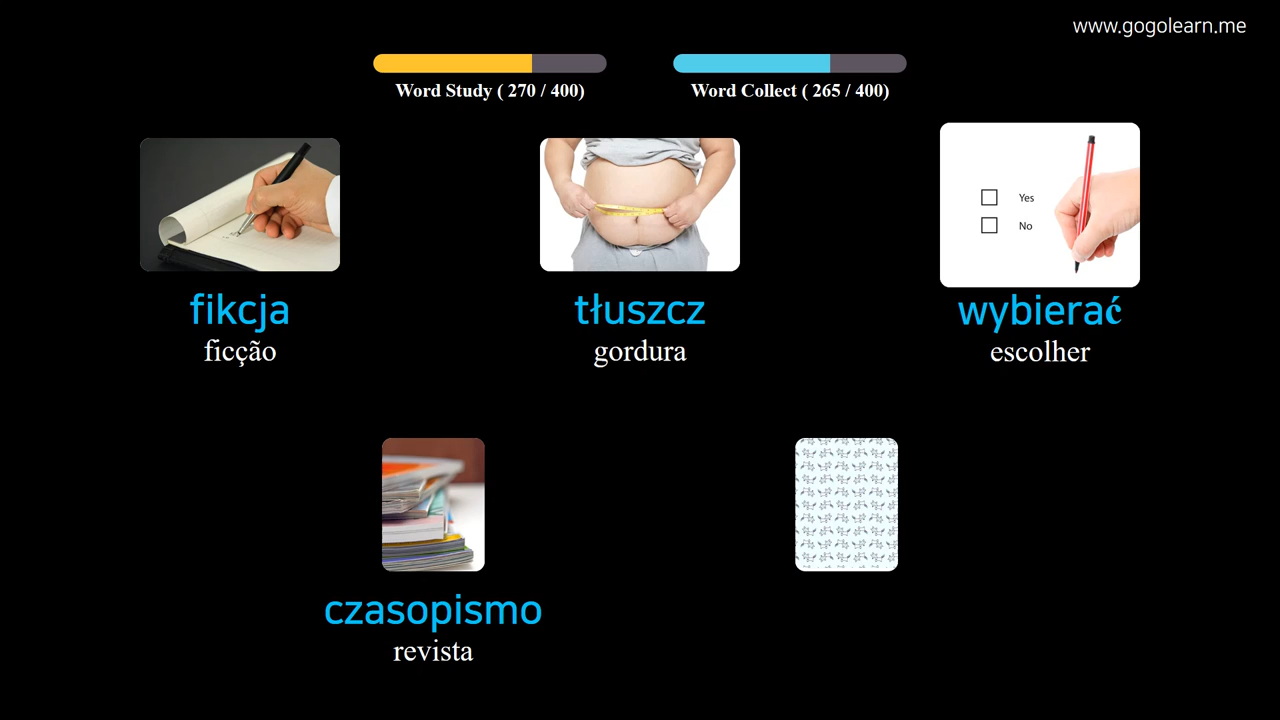 www.gogolearn.me
Word Study ( 270 / 400)
Word Collect ( 265 / 400)
Yes
No
fikcja
ficção
tłuszcz
gordura
wybierać
escolher
czasopismo
revista